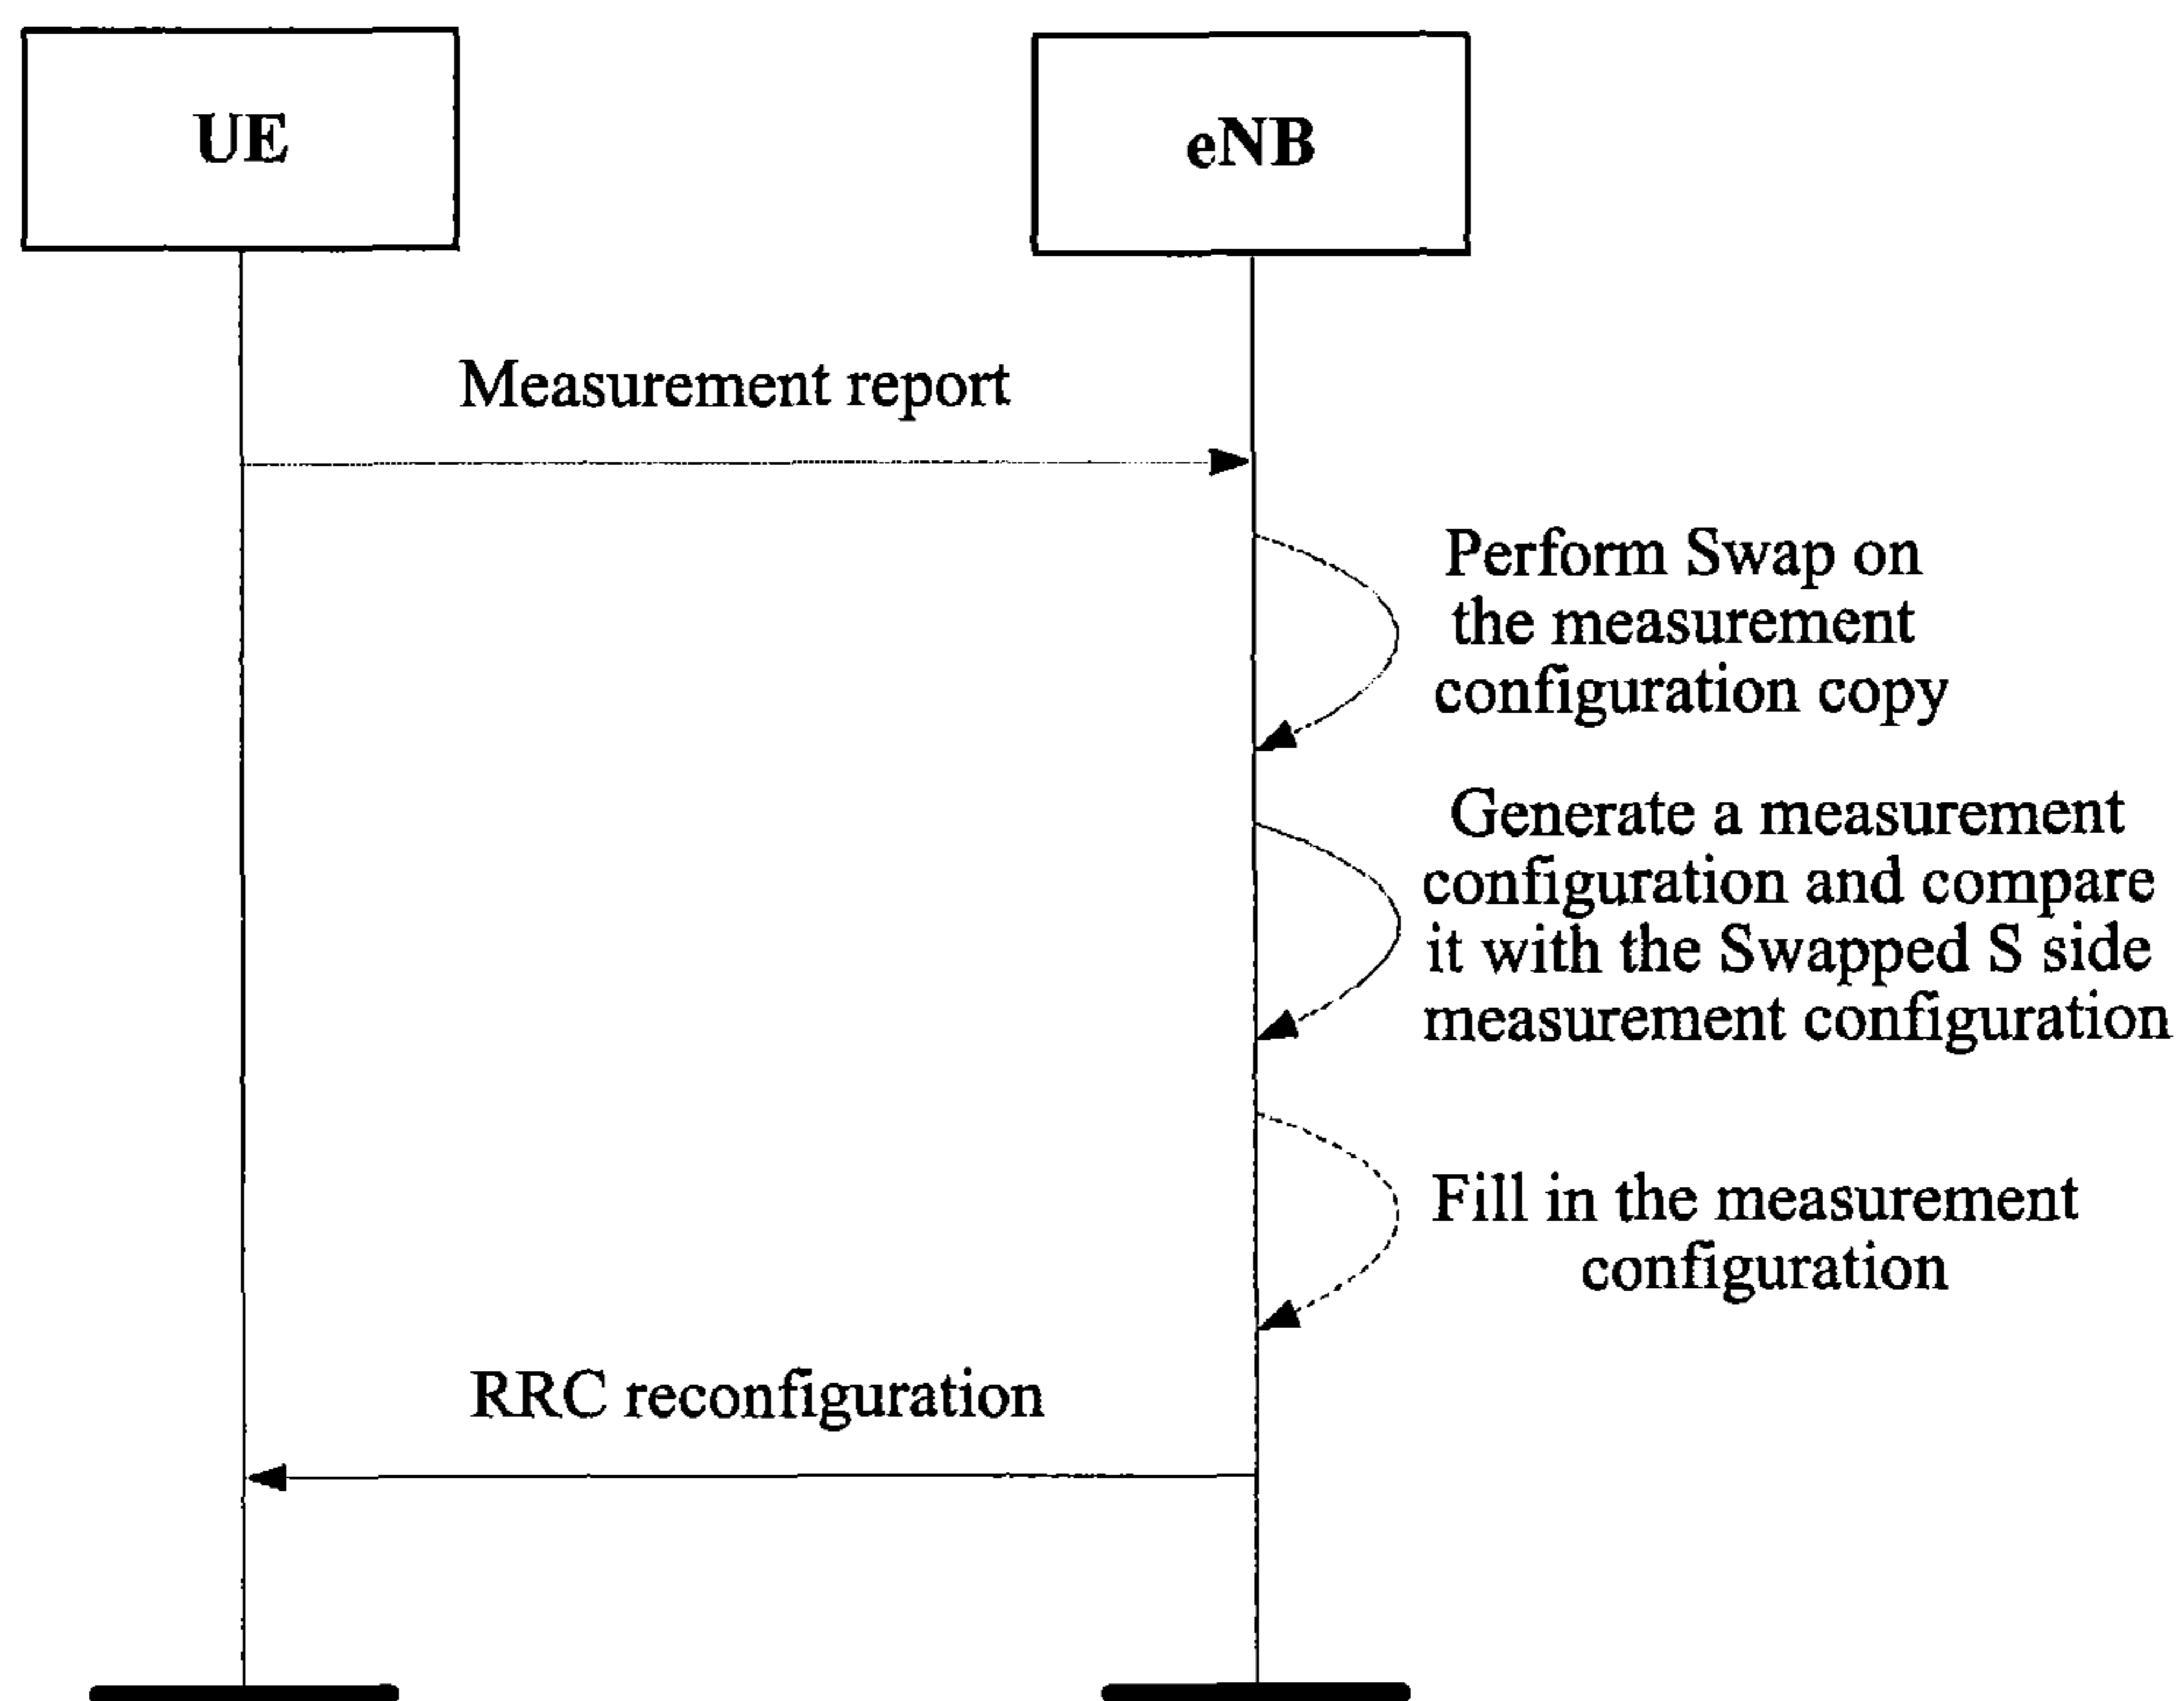 UE
eNB
Measurement report
Perform Swap on
the measurement
configuration copy
Generate a measurement
configuration and compare
it with the Swapped S side
measurement configuration
Fill in the measurement
configuration
RRC reconfiguration